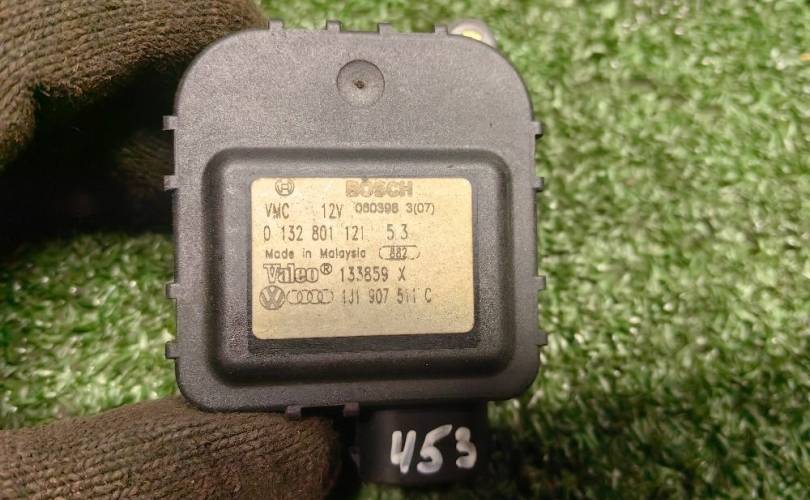 BOSCH
VMC 12V 060398 3(07)
0 132 801 121 5.3
Made in Malaysia 882
Valeo® 133859 X
1J1 907 511 C
453